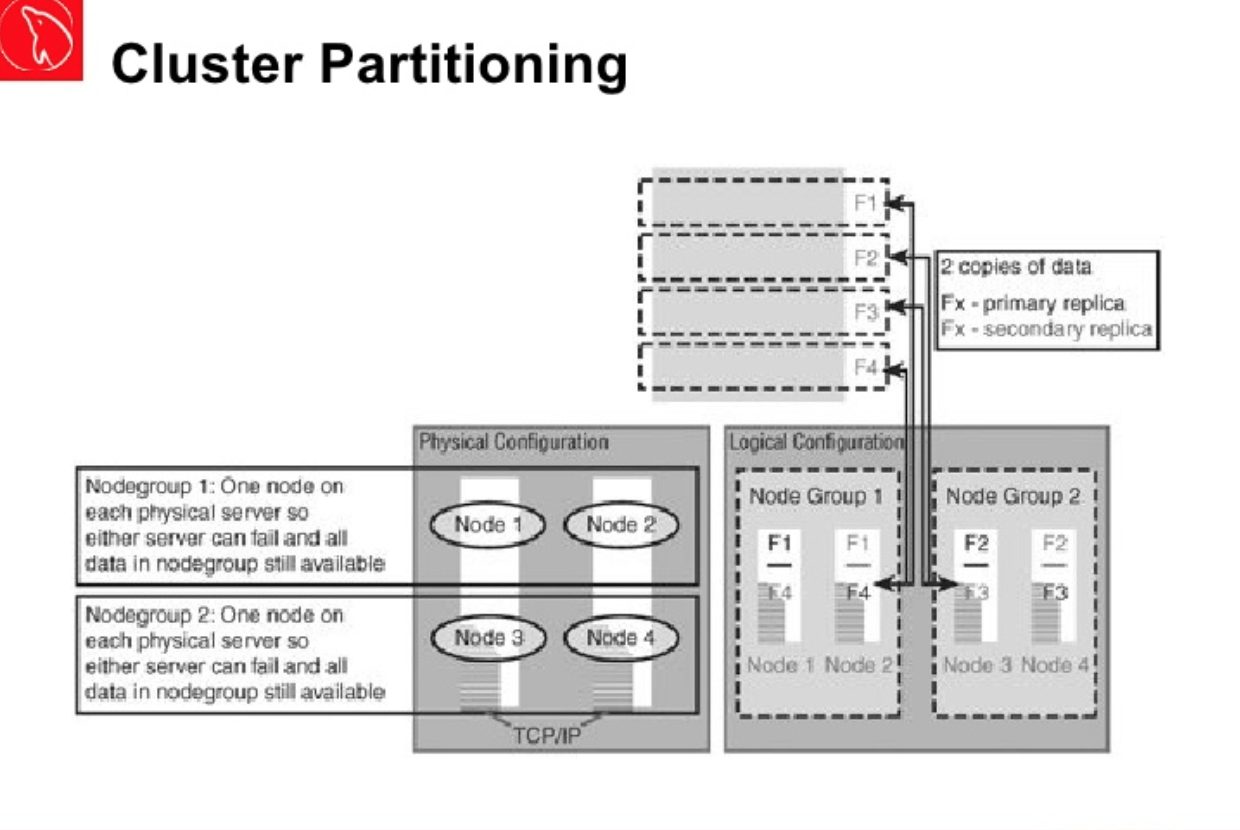 Cluster Partitioning
F1
F2
F3
F4
2 copies of data
Fx - primary replica
Fx - secondary replica
Physical Configuration
Logical Configuration
Nodegroup 1: One node on
each physical server so
either server can fail and all
data in nodegroup still available
Node 1
Node 2
Nodegroup 2: One node on
each physical server so
either server can fail and all
data in nodegroup still available
Node 3
Node 4
TCP/IP
Node Group 1
F1
F1
F4
F4
Node 1
Node 2
Node Group 2
F2
F2
F3
F3
Node 3
Node 4